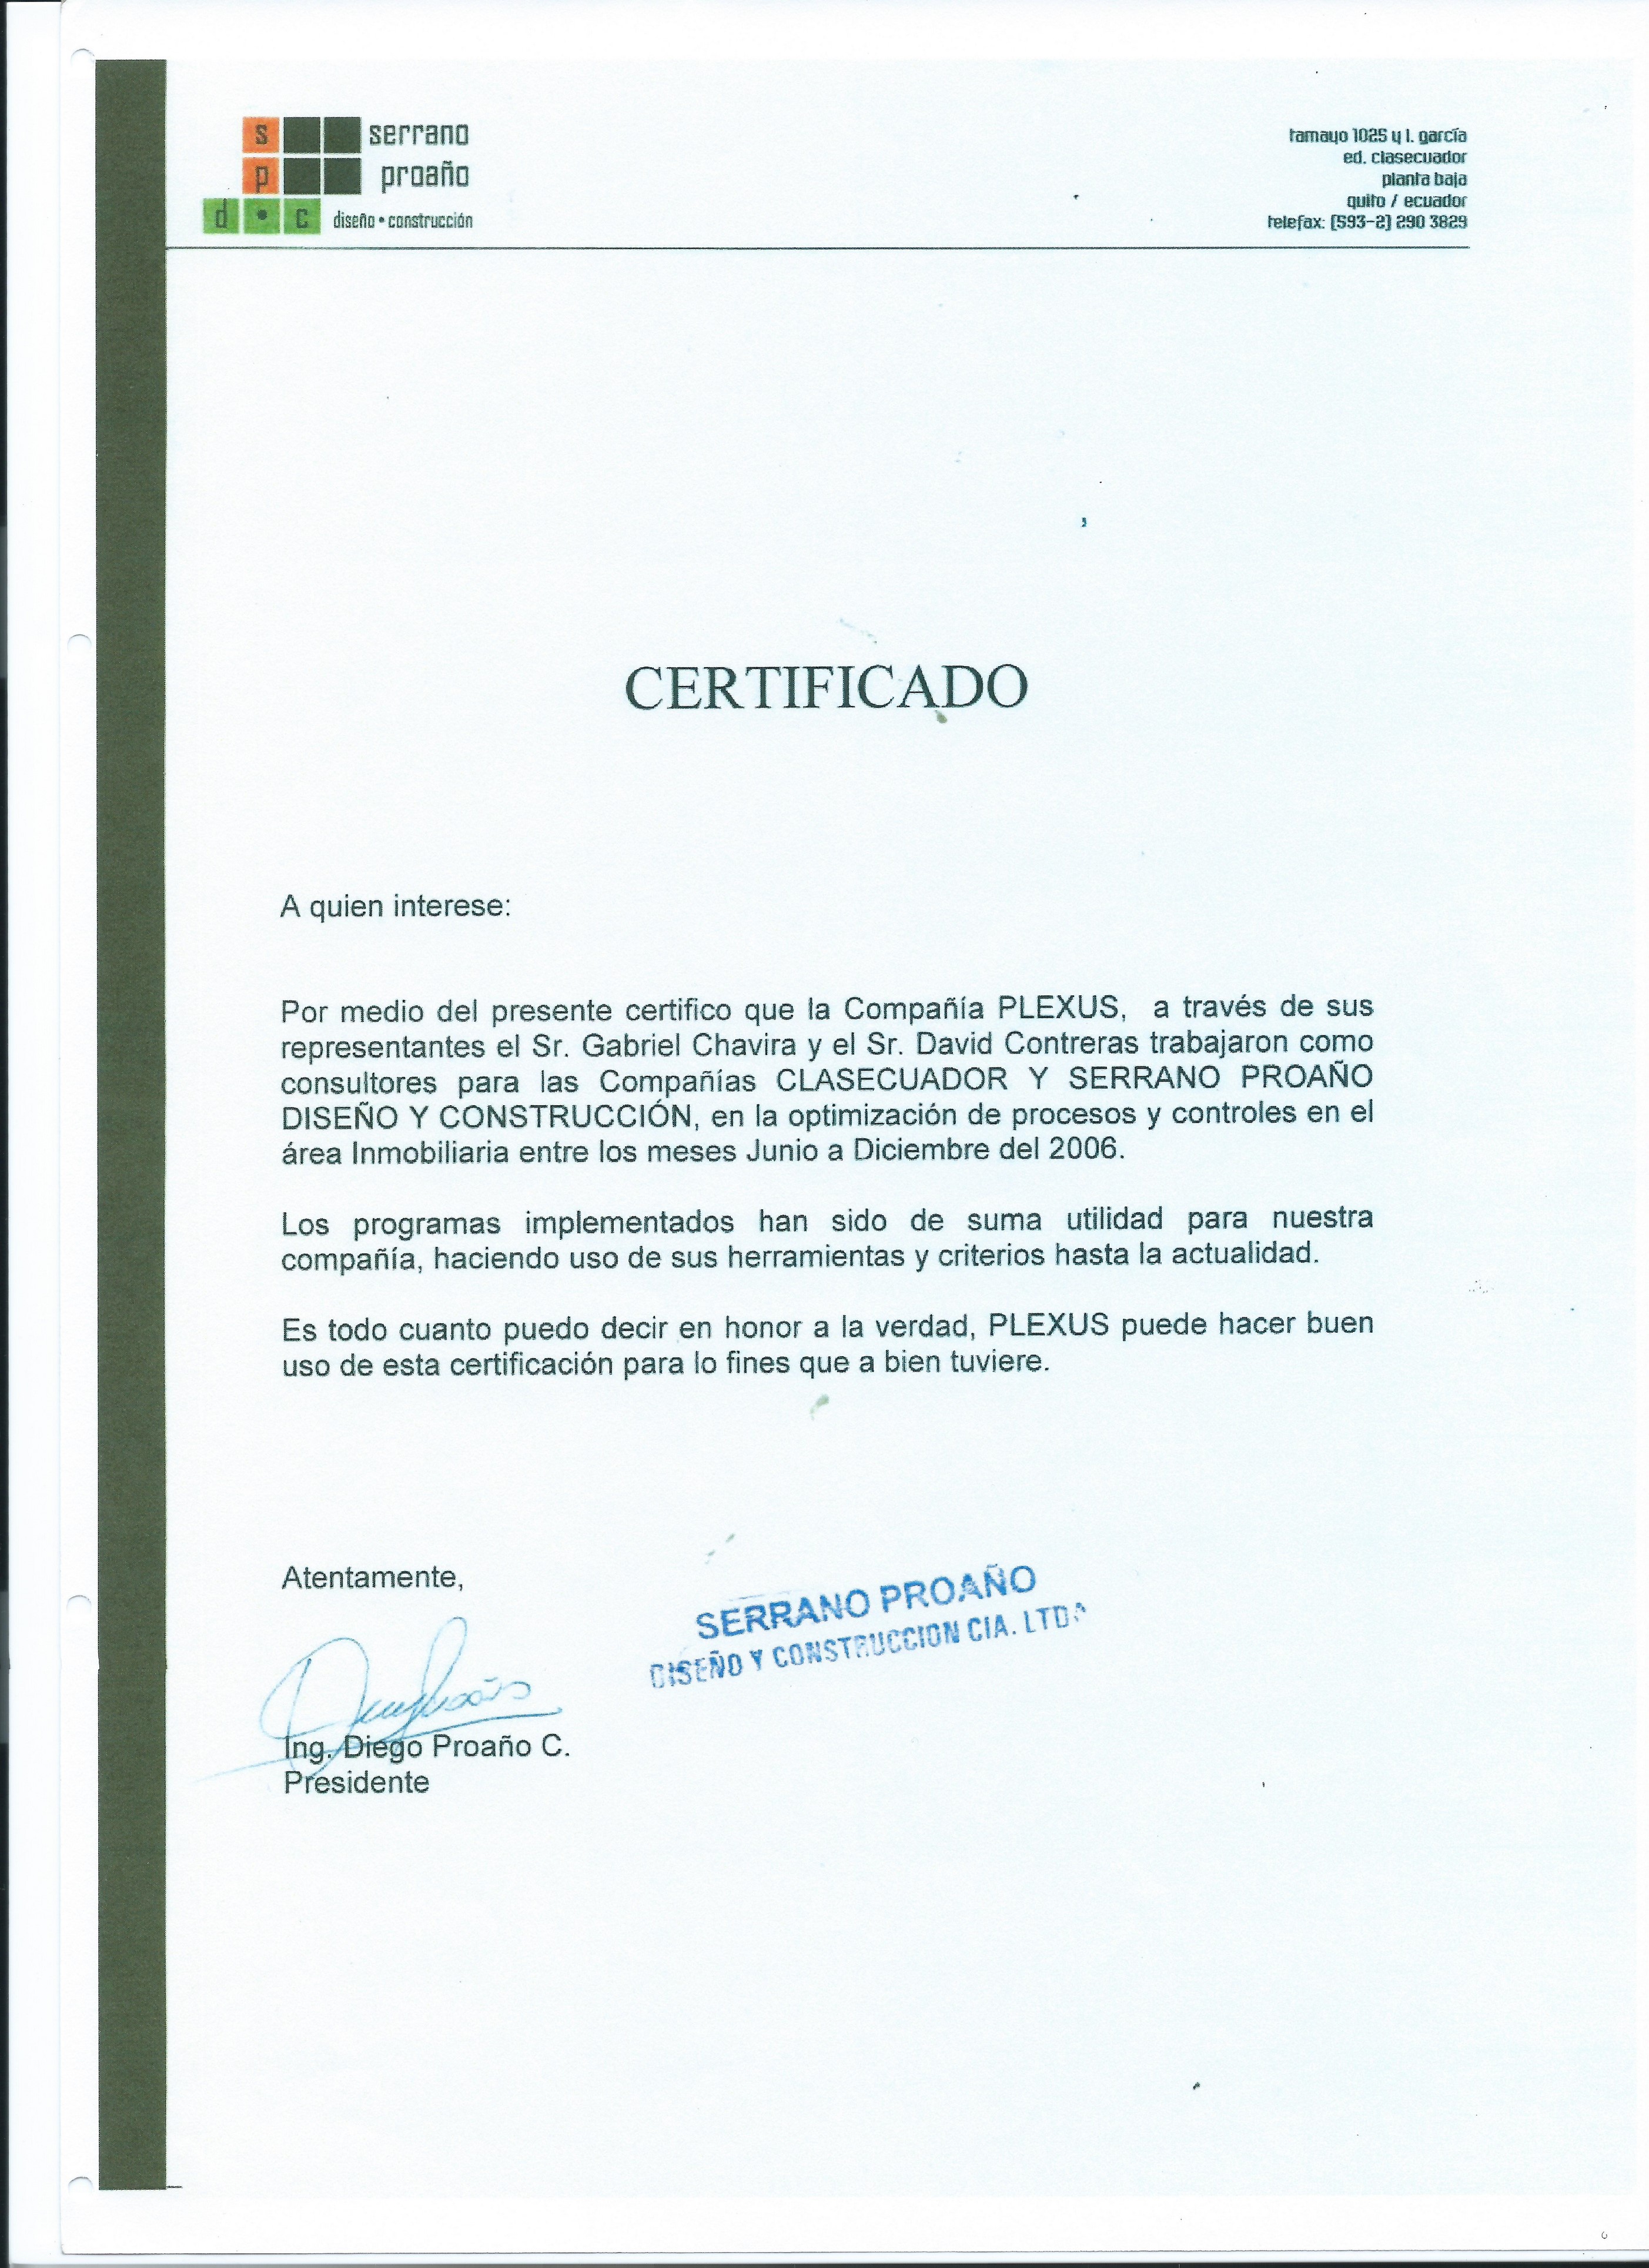 s serrano
p proaño
d • c diseño • construcción
tamayo 1025 y l. garcía
ed. clasecuador
planta baja
quito / ecuador
telefax: (593-2) 290 3829
CERTIFICADO
A quien interese:
Por medio del presente certifico que la Compañía PLEXUS, a través de sus
representantes el Sr. Gabriel Chavira y el Sr. David Contreras trabajaron como
consultores para las Compañías CLASECUADOR Y SERRANO PROAÑO
DISEÑO Y CONSTRUCCIÓN, en la optimización de procesos y controles en el
área Inmobiliaria entre los meses Junio a Diciembre del 2006.
Los programas implementados han sido de suma utilidad para nuestra
compañía, haciendo uso de sus herramientas y criterios hasta la actualidad.
Es todo cuanto puedo decir en honor a la verdad, PLEXUS puede hacer buen
uso de esta certificación para lo fines que a bien tuviere.
Atentamente,
SERRANO PROAÑO
DISEÑO Y CONSTRUCCION CIA. LTDA
Ing. Diego Proaño C.
Presidente